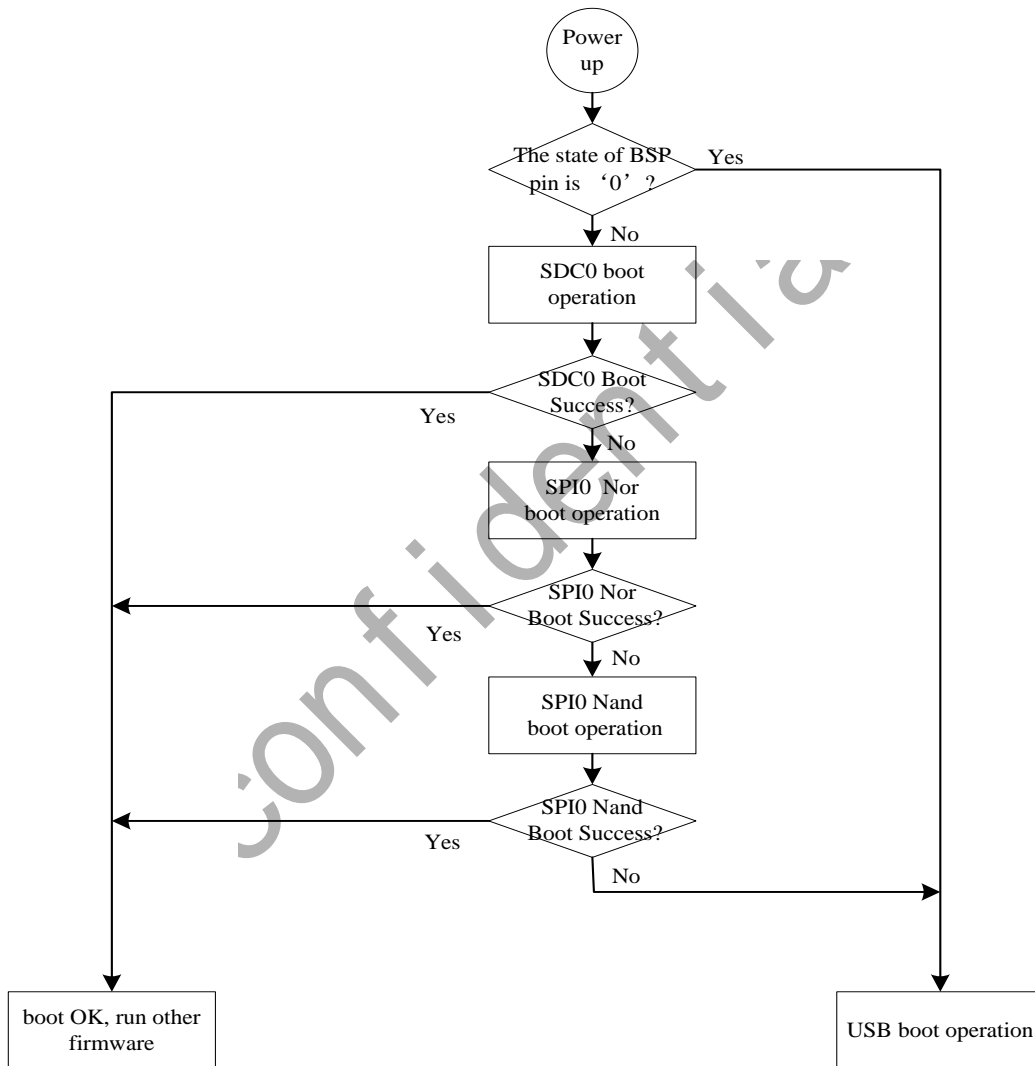 Power
up
The state of BSP
pin is ‘0’ ?
Yes
No
SDC0 boot
operation
SDC0 Boot
Success?
Yes
No
SPI0 Nor
boot operation
SPI0 Nor
Boot Success?
Yes
No
SPI0 Nand
boot operation
SPI0 Nand
Boot Success?
Yes
No
boot OK, run other
firmware
USB boot operation
confidentia